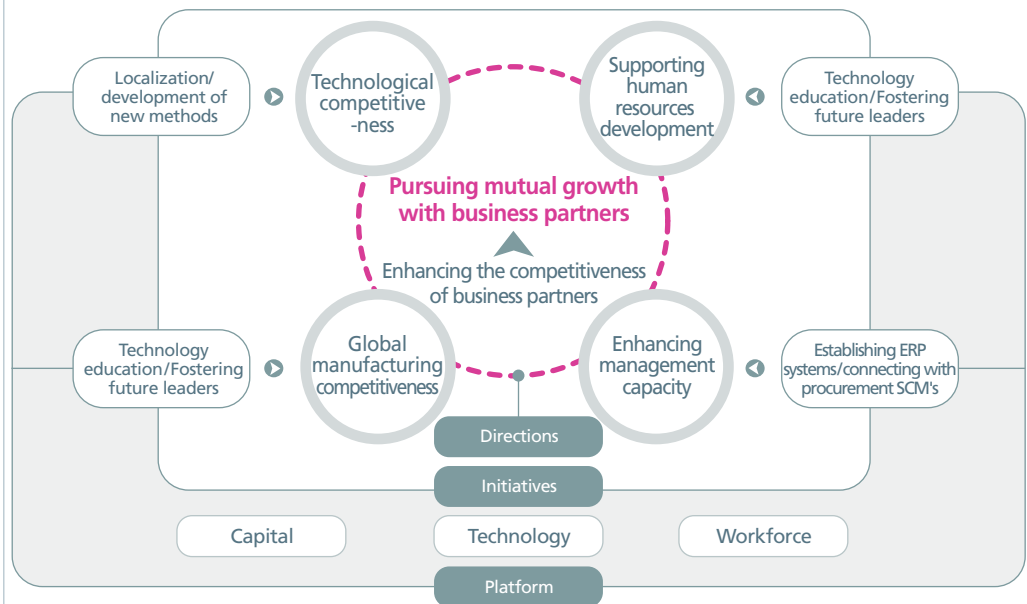 Localization/
development of
new methods
Technological
competitive
-ness
Supporting
human
resources
development
Technology
education/Fostering
future leaders
Pursuing mutual growth
with business partners
Enhancing the competitiveness
of business partners
Technology
education/Fostering
future leaders
Global
manufacturing
competitiveness
Enhancing
management
capacity
Establishing ERP
systems/connecting with
procurement SCM's
Directions
Initiatives
Capital
Technology
Workforce
Platform